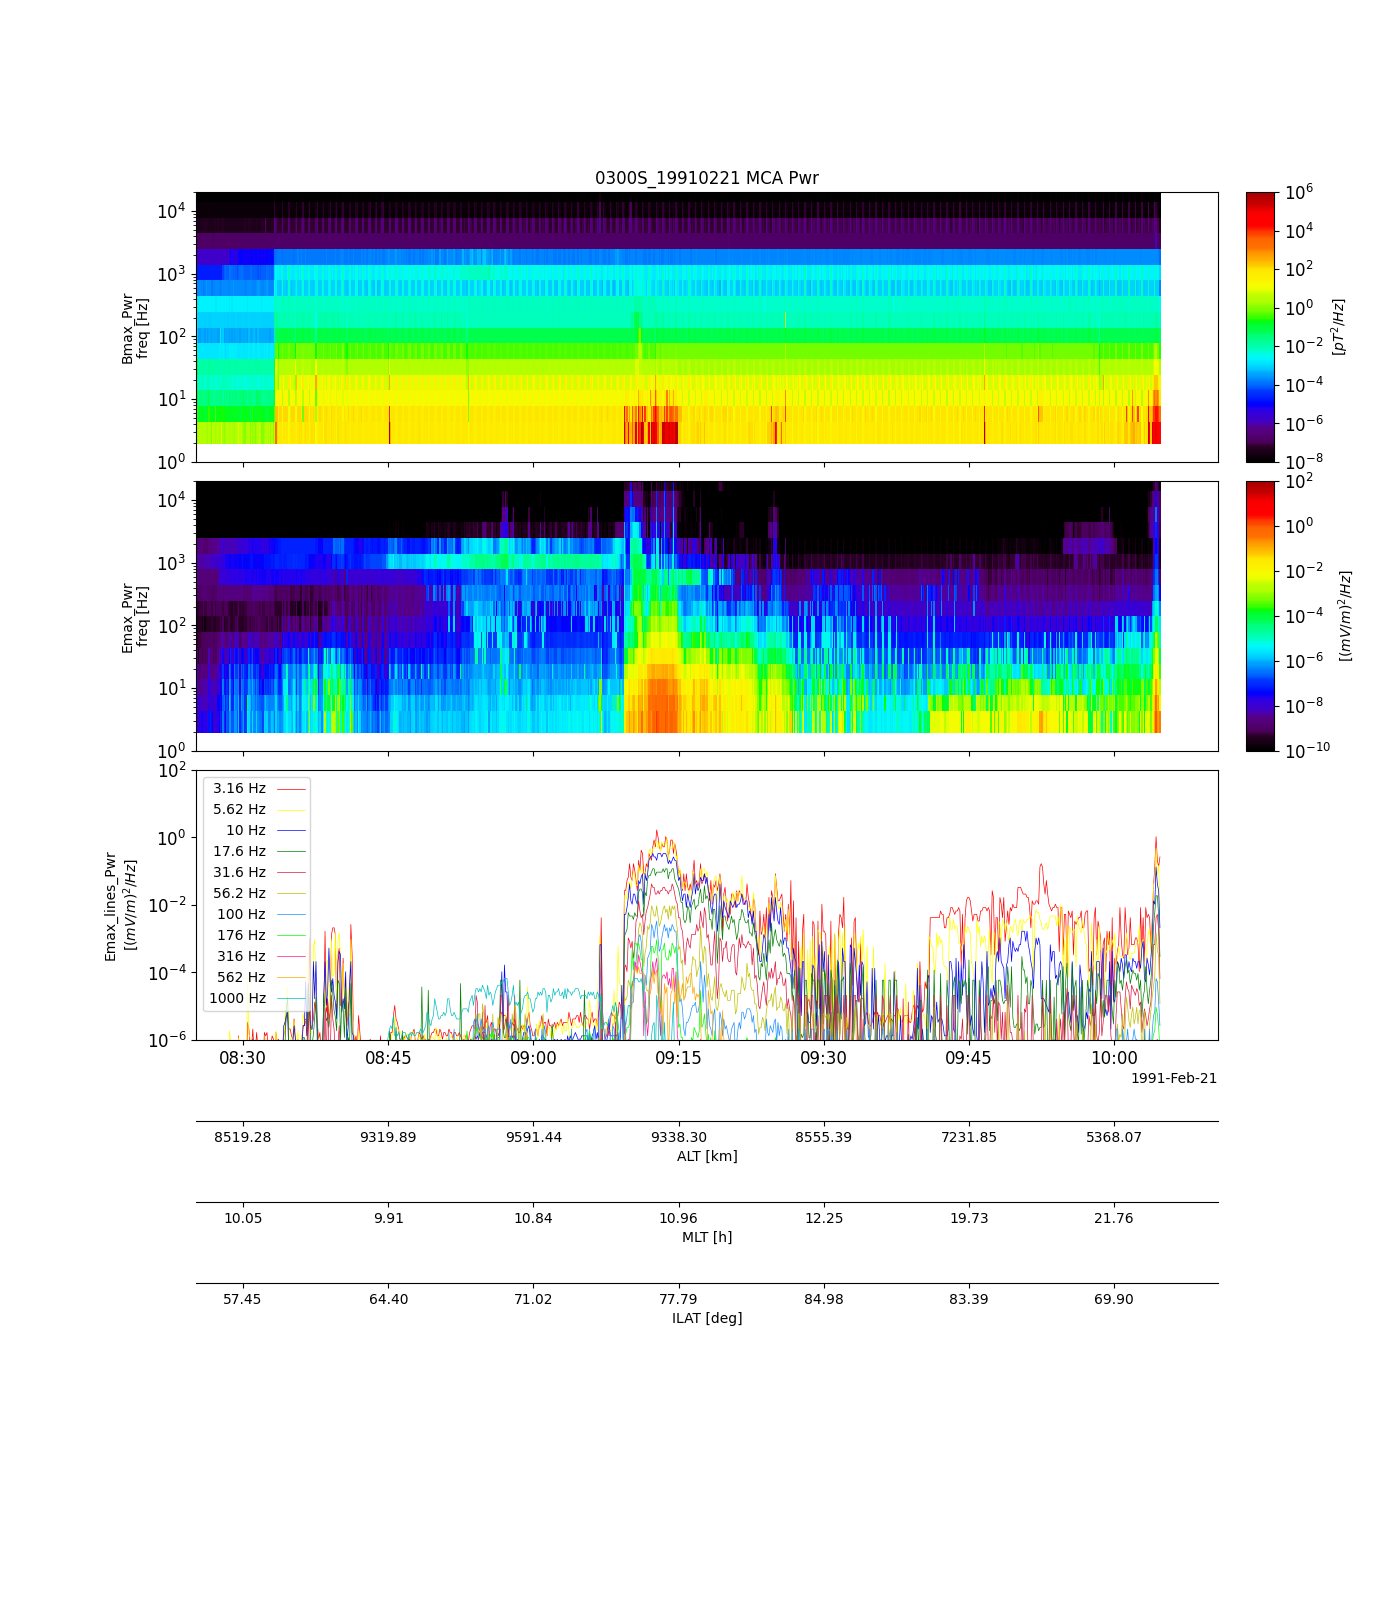 0300S_19910221 MCA Pwr
10^4
10^3
10^2
10^1
10^0
Bmax_Pwr
freq [Hz]
10^6
10^4
10^2
10^0
10^−2
10^−4
10^−6
10^−8
[pT^2/Hz]
10^4
10^3
10^2
10^1
10^0
Emax_Pwr
freq [Hz]
10^2
10^0
10^−2
10^−4
10^−6
10^−8
10^−10
[(mV/m)^2/Hz]
10^2
10^0
10^−2
10^−4
10^−6
Emax_lines_Pwr
[(mV/m)^2/Hz]
3.16 Hz
5.62 Hz
10 Hz
17.6 Hz
31.6 Hz
56.2 Hz
100 Hz
176 Hz
316 Hz
562 Hz
1000 Hz
08:30 08:45 09:00 09:15 09:30 09:45 10:00
1991-Feb-21
8519.28 9319.89 9591.44 9338.30 8555.39 7231.85 5368.07
ALT [km]
10.05 9.91 10.84 10.96 12.25 19.73 21.76
MLT [h]
57.45 64.40 71.02 77.79 84.98 83.39 69.90
ILAT [deg]